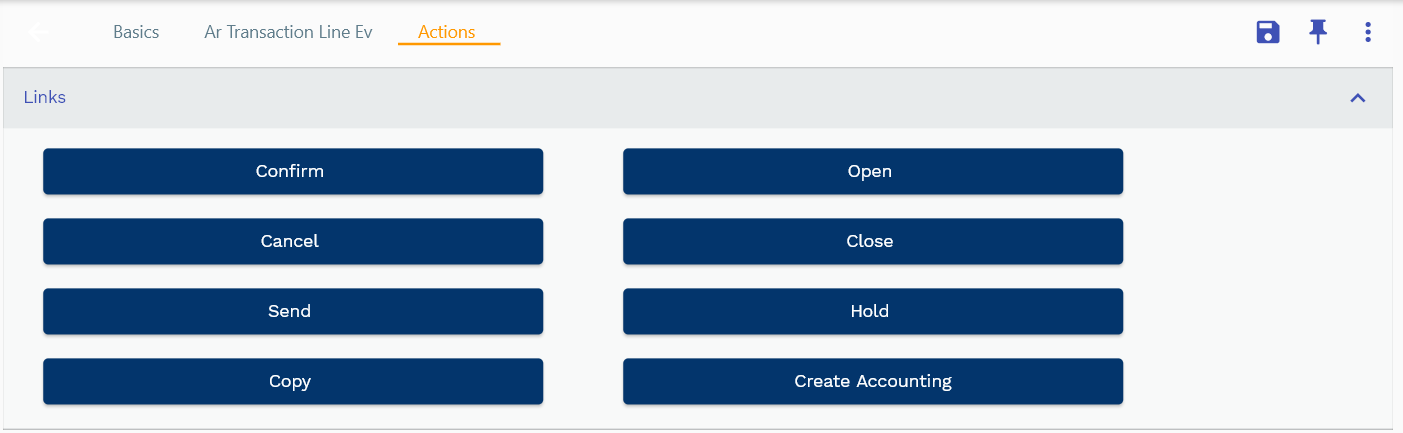 Basics Ar Transaction Line Ev Actions
Links
Confirm Open
Cancel Close
Send Hold
Copy Create Accounting